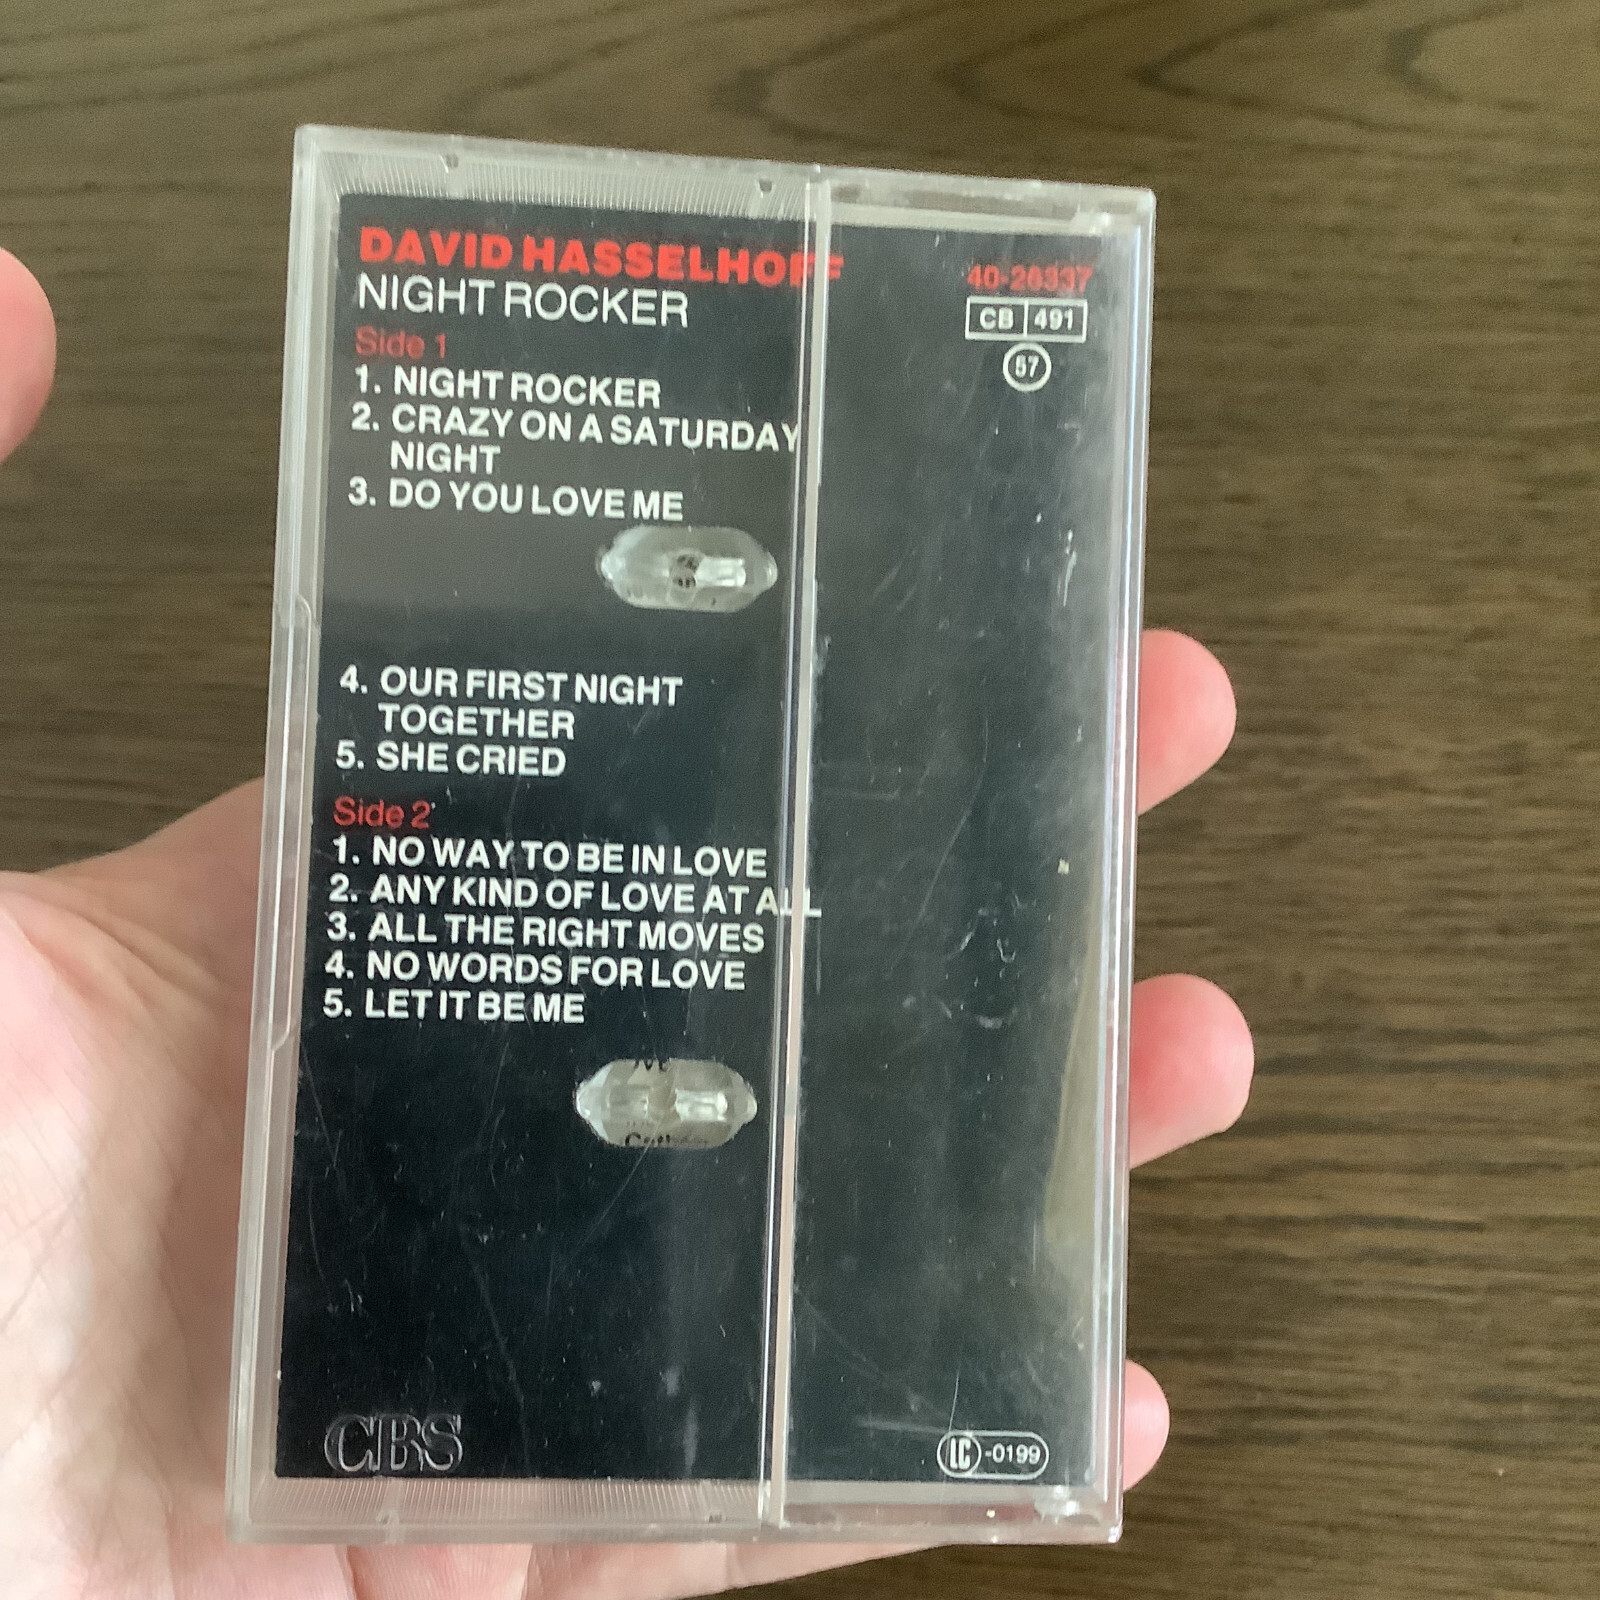 DAVID HASSELHOFF
NIGHT ROCKER
Side 1
1. NIGHT ROCKER
2. CRAZY ON A SATURDAY
NIGHT
3. DO YOU LOVE ME
4. OUR FIRST NIGHT
TOGETHER
5. SHE CRIED
Side 2
1. NO WAY TO BE IN LOVE
2. ANY KIND OF LOVE AT ALL
3. ALL THE RIGHT MOVES
4. NO WORDS FOR LOVE
5. LET IT BE ME
CBS
40-26337
CB 491
57
LC -0199